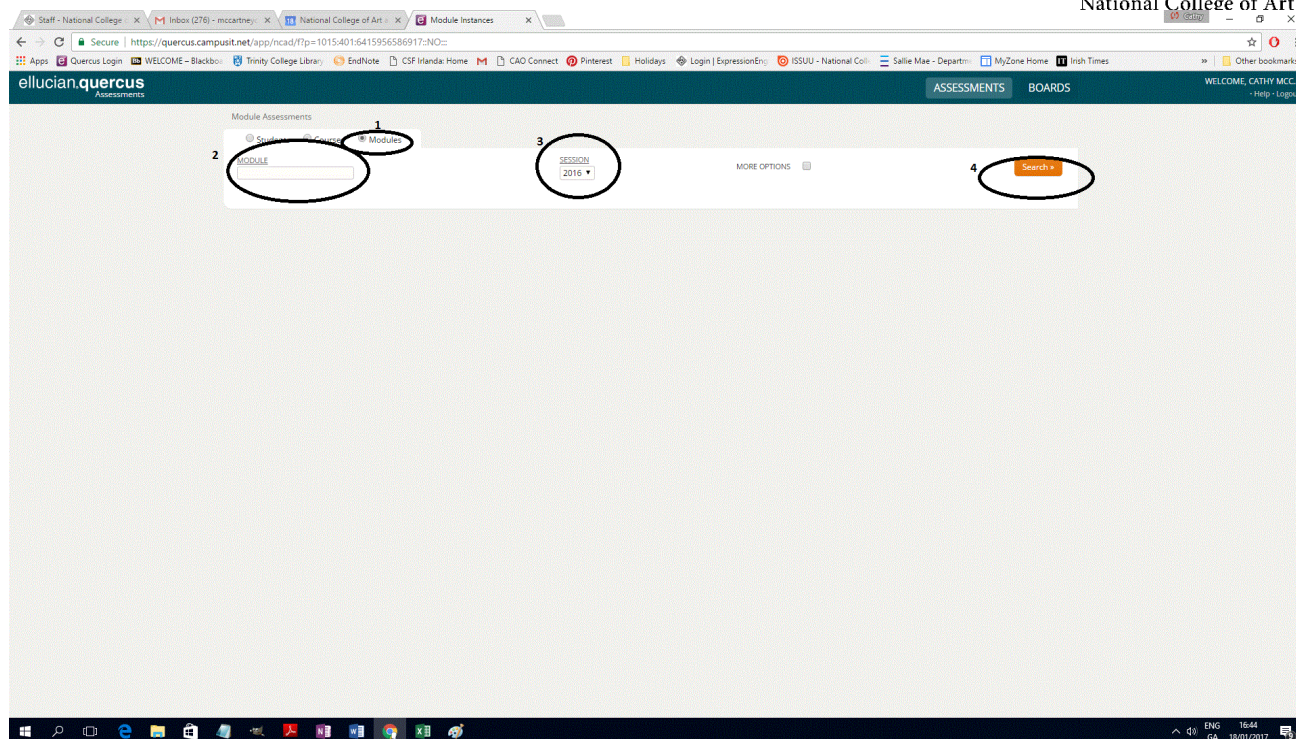 National College of Art
Staff - National College
Inbox (276) - mccartney
National College of Art
Module Instances
Cathy
Secure | https://quercus.campusit.net/app/ncad/f?p=1015:401:6415956586917::NO:::
Apps Quercus Login WELCOME – Blackbo Trinity College Library EndNote CSF Irlanda: Home CAO Connect Pinterest Holidays Login | ExpressionEng ISSUU - National Coll Sallie Mae - Departm MyZone Home Irish Times » Other bookmarks
ellucian.quercus
Assessments
ASSESSMENTS BOARDS
WELCOME, CATHY MCC.
- Help - Logou
Module Assessments
1
Course Modules
2
MODULE
3
SESSION
2016
MORE OPTIONS
4
Search »
ENG 16:44
GA 18/01/2017